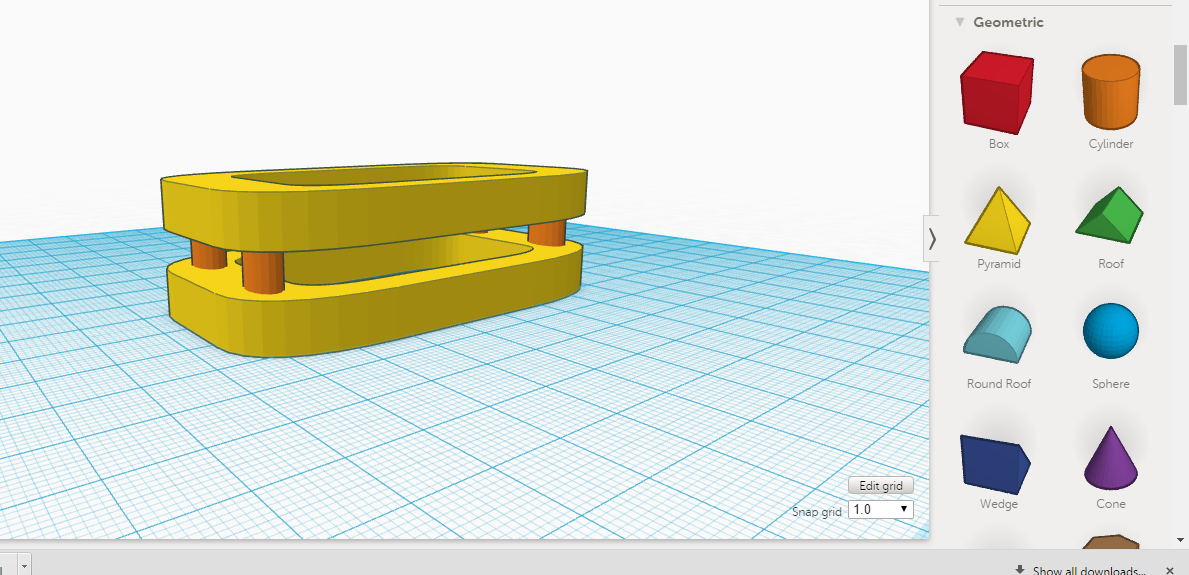 Geometric
Box
Cylinder
Pyramid
Roof
Round Roof
Sphere
Wedge
Cone
Edit grid
Snap grid 1.0
Show all downloads...